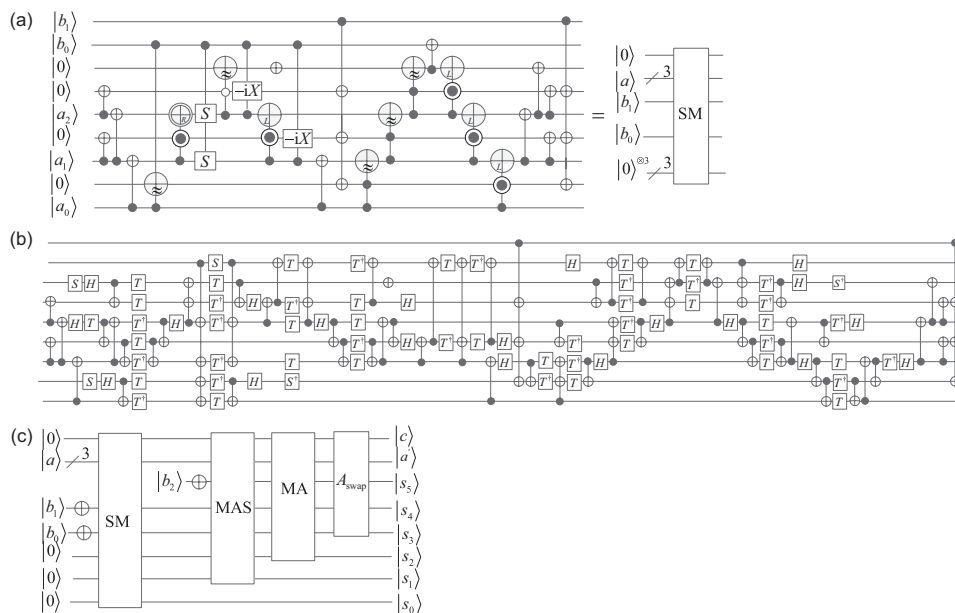 (a)
|b₁⟩
|b₀⟩
|0⟩ ≈ L
|0⟩ –iX
|a₂⟩ R S L ≈ L
|0⟩ –iX
|a₁⟩ S ≈ L
|0⟩ ≈
|a₀⟩
=
|0⟩
|a⟩ 3
|b₁⟩ SM
|b₀⟩
|0⟩⊗3 3
(b)
S T T† T T† H T T H
S H T T T† T† T† T† H S†
T T† H T† T H T T T
H T T† H T H T† H H T† H
T† T† T† H T† T H T† T† T
T† T† T T T T H T T† H T H T† H
S H T T† H S† T† T T†
T† T T
(c)
|0⟩ |c⟩
|a⟩ 3 |a′⟩
|b₂⟩ A_swap |s₅⟩
|b₁⟩ SM MAS MA |s₄⟩
|b₀⟩ |s₃⟩
|0⟩ |s₂⟩
|0⟩ |s₁⟩
|0⟩ |s₀⟩